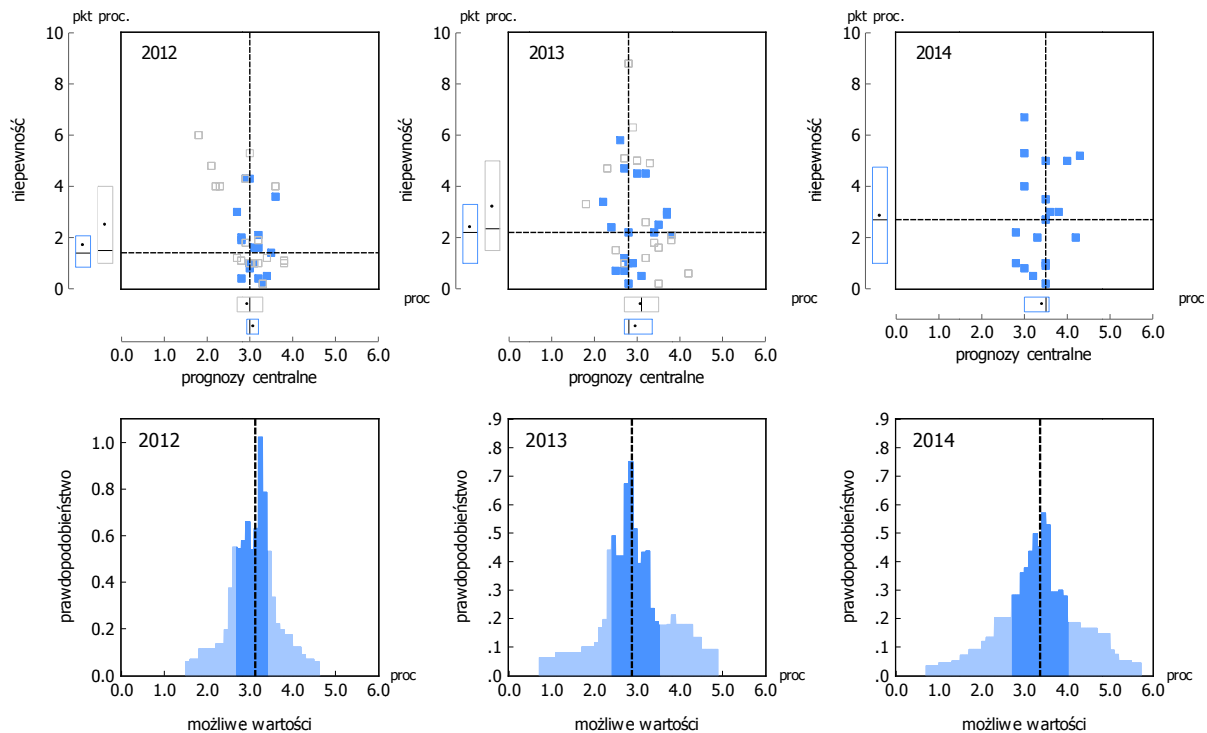 pkt proc.
10
8
6
4
2
0
niepewność
2012
proc
0.0 1.0 2.0 3.0 4.0 5.0 6.0
prognozy centralne
pkt proc.
10
8
6
4
2
0
niepewność
2013
proc
0.0 1.0 2.0 3.0 4.0 5.0 6.0
prognozy centralne
pkt proc.
10
8
6
4
2
0
niepewność
2014
proc
0.0 1.0 2.0 3.0 4.0 5.0 6.0
prognozy centralne
1.0
0.8
0.6
0.4
0.2
0.0
prawdopodobieństwo
2012
proc
0.0 1.0 2.0 3.0 4.0 5.0 6.0
możliwe wartości
.9
.8
.7
.6
.5
.4
.3
.2
.1
.0
prawdopodobieństwo
2013
proc
0.0 1.0 2.0 3.0 4.0 5.0 6.0
możliwe wartości
.9
.8
.7
.6
.5
.4
.3
.2
.1
.0
prawdopodobieństwo
2014
proc
0.0 1.0 2.0 3.0 4.0 5.0 6.0
możliwe wartości